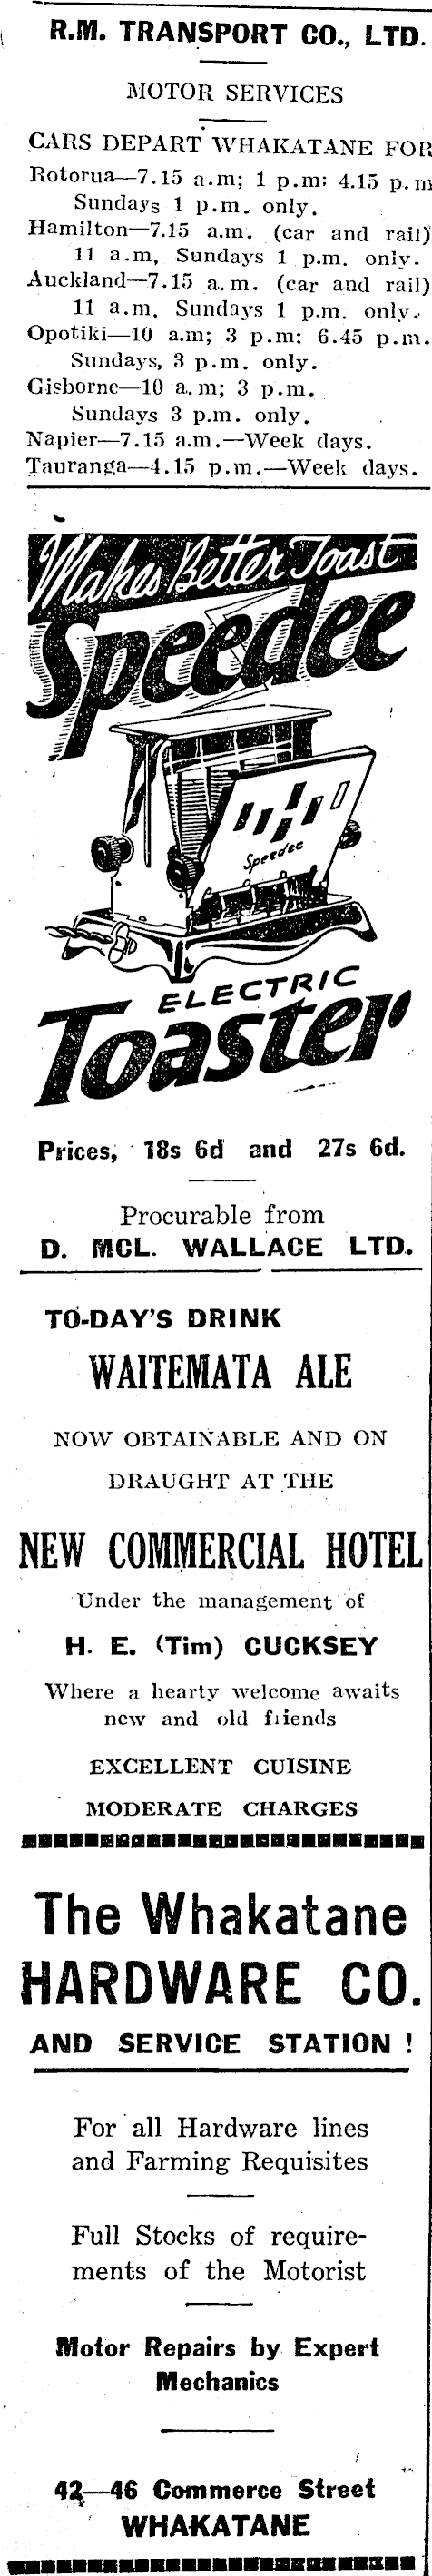 R.M. TRANSPORT CO., LTD.
MOTOR SERVICES
CARS DEPART WHAKATANE FOR
Rotorua—7.15 a.m; 1 p.m: 4.15 p.m
Sundays 1 p.m. only.
Hamilton—7.15 a.m. (car and rail)
11 a.m, Sundays 1 p.m. only.
Auckland—7.15 a.m. (car and rail)
11 a.m, Sundays 1 p.m. only.
Opotiki—10 a.m; 3 p.m: 6.45 p.m.
Sundays, 3 p.m. only.
Gisborne—10 a.m; 3 p.m.
Sundays 3 p.m. only.
Napier—7.15 a.m.—Week days.
Tauranga—4.15 p.m.—Week days.
Makes Better Toast
Speedee
Speedee
ELECTRIC
Toaster
Prices, 18s 6d and 27s 6d.
Procurable from
D. MCL. WALLACE LTD.
TO-DAY'S DRINK
WAITEMATA ALE
NOW OBTAINABLE AND ON
DRAUGHT AT THE
NEW COMMERCIAL HOTEL
Under the management of
H. E. (Tim) CUCKSEY
Where a hearty welcome awaits
new and old friends
EXCELLENT CUISINE
MODERATE CHARGES
The Whakatane
HARDWARE CO.
AND SERVICE STATION !
For all Hardware lines
and Farming Requisites
Full Stocks of require-
ments of the Motorist
Motor Repairs by Expert
Mechanics
42—46 Commerce Street
WHAKATANE